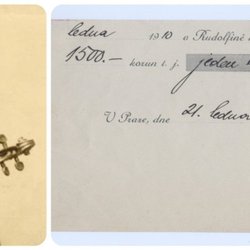 ledna 1910 o Rudolfině
1500.— korun t. j. jeden
V Praze, dne 21. ledna